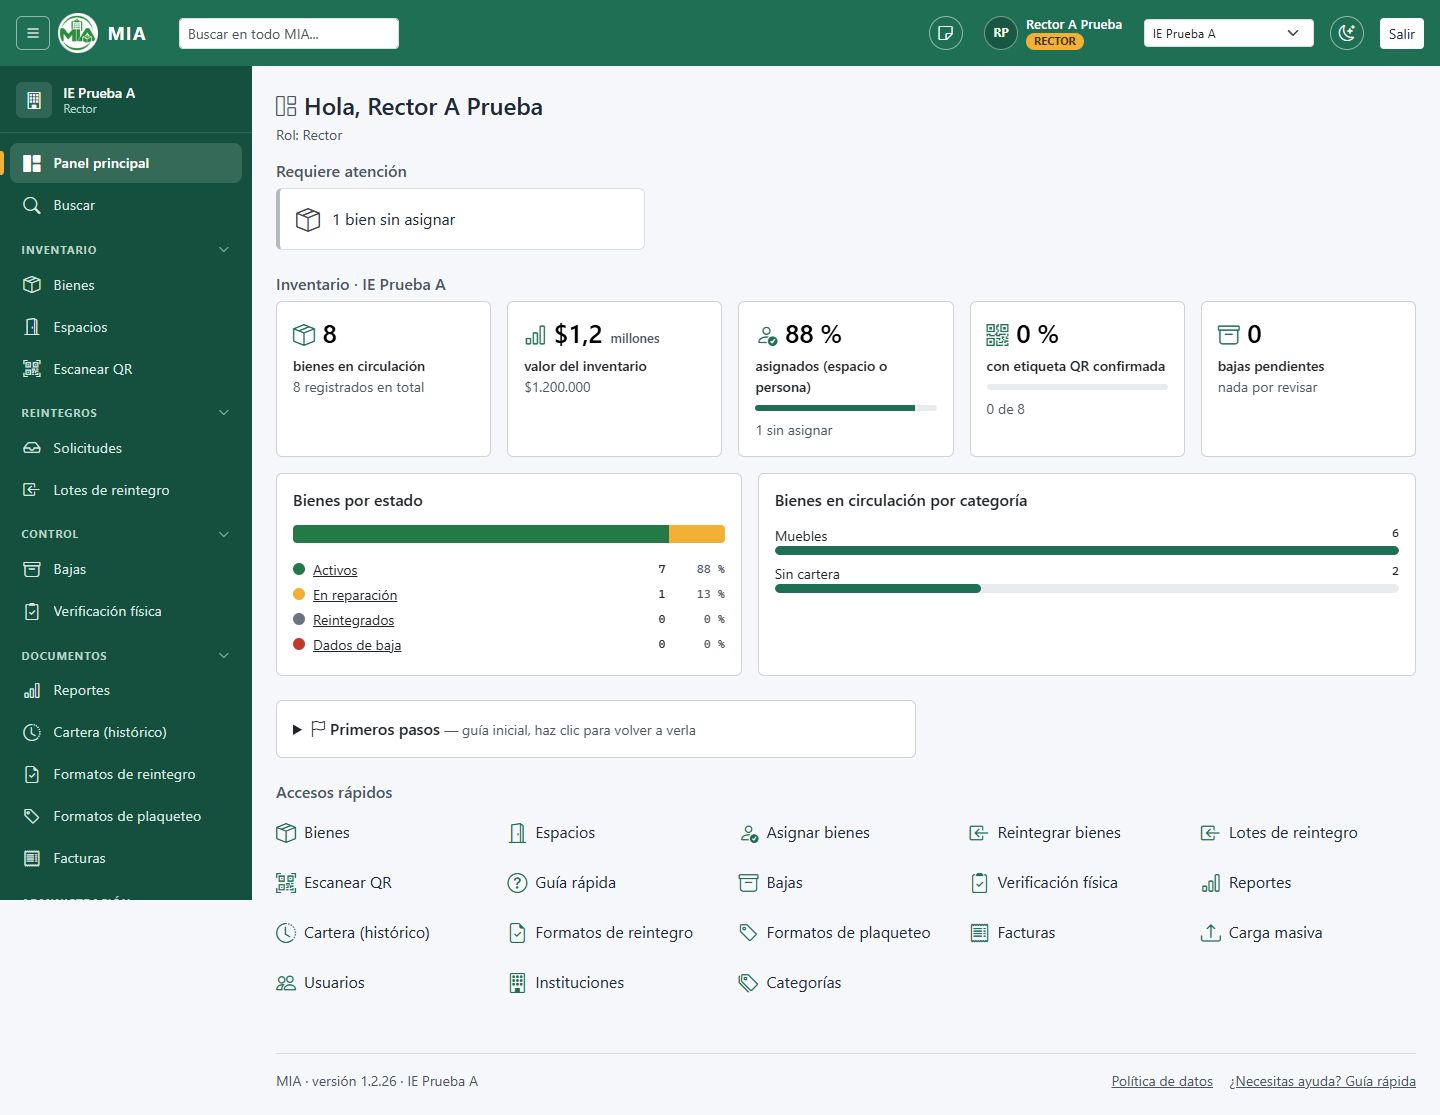 MIA
Buscar en todo MIA...
RP
Rector A Prueba
RECTOR
IE Prueba A
Salir
IE Prueba A
Rector
Panel principal
Buscar
INVENTARIO
Bienes
Espacios
Escanear QR
REINTEGROS
Solicitudes
Lotes de reintegro
CONTROL
Bajas
Verificación física
DOCUMENTOS
Reportes
Cartera (histórico)
Formatos de reintegro
Formatos de plaqueteo
Facturas
Hola, Rector A Prueba
Rol: Rector
Requiere atención
1 bien sin asignar
Inventario · IE Prueba A
8
bienes en circulación
8 registrados en total
$1,2 millones
valor del inventario
$1.200.000
88 %
asignados (espacio o
persona)
1 sin asignar
0 %
con etiqueta QR confirmada
0 de 8
0
bajas pendientes
nada por revisar
Bienes por estado
Activos 7 88 %
En reparación 1 13 %
Reintegrados 0 0 %
Dados de baja 0 0 %
Bienes en circulación por categoría
Muebles 6
Sin cartera 2
Primeros pasos — guía inicial, haz clic para volver a verla
Accesos rápidos
Bienes
Espacios
Asignar bienes
Reintegrar bienes
Lotes de reintegro
Escanear QR
Guía rápida
Bajas
Verificación física
Reportes
Cartera (histórico)
Formatos de reintegro
Formatos de plaqueteo
Facturas
Carga masiva
Usuarios
Instituciones
Categorías
MIA · versión 1.2.26 · IE Prueba A
Política de datos
¿Necesitas ayuda? Guía rápida